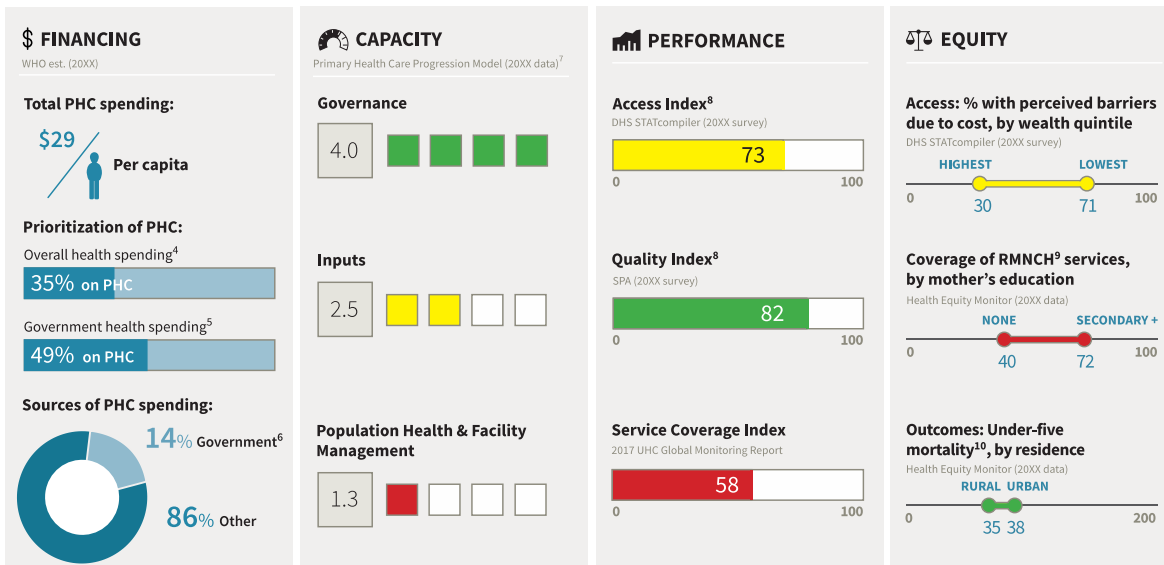 $ FINANCING
WHO est. (20XX)
Total PHC spending:
$29
Per capita
Prioritization of PHC:
Overall health spending⁴
35% on PHC
Government health spending⁵
49% on PHC
Sources of PHC spending:
14% Government⁶
86% Other
CAPACITY
Primary Health Care Progression Model (20XX data)⁷
Governance
4.0
Inputs
2.5
Population Health & Facility
Management
1.3
PERFORMANCE
Access Index⁸
DHS STATcompiler (20XX survey)
73
0 100
Quality Index⁸
SPA (20XX survey)
82
0 100
Service Coverage Index
2017 UHC Global Monitoring Report
58
0 100
EQUITY
Access: % with perceived barriers
due to cost, by wealth quintile
DHS STATcompiler (20XX survey)
HIGHEST LOWEST
0 100
30 71
Coverage of RMNCH⁹ services,
by mother’s education
Health Equity Monitor (20XX data)
NONE SECONDARY +
0 100
40 72
Outcomes: Under-five
mortality¹⁰, by residence
Health Equity Monitor (20XX data)
RURAL URBAN
0 200
35 38